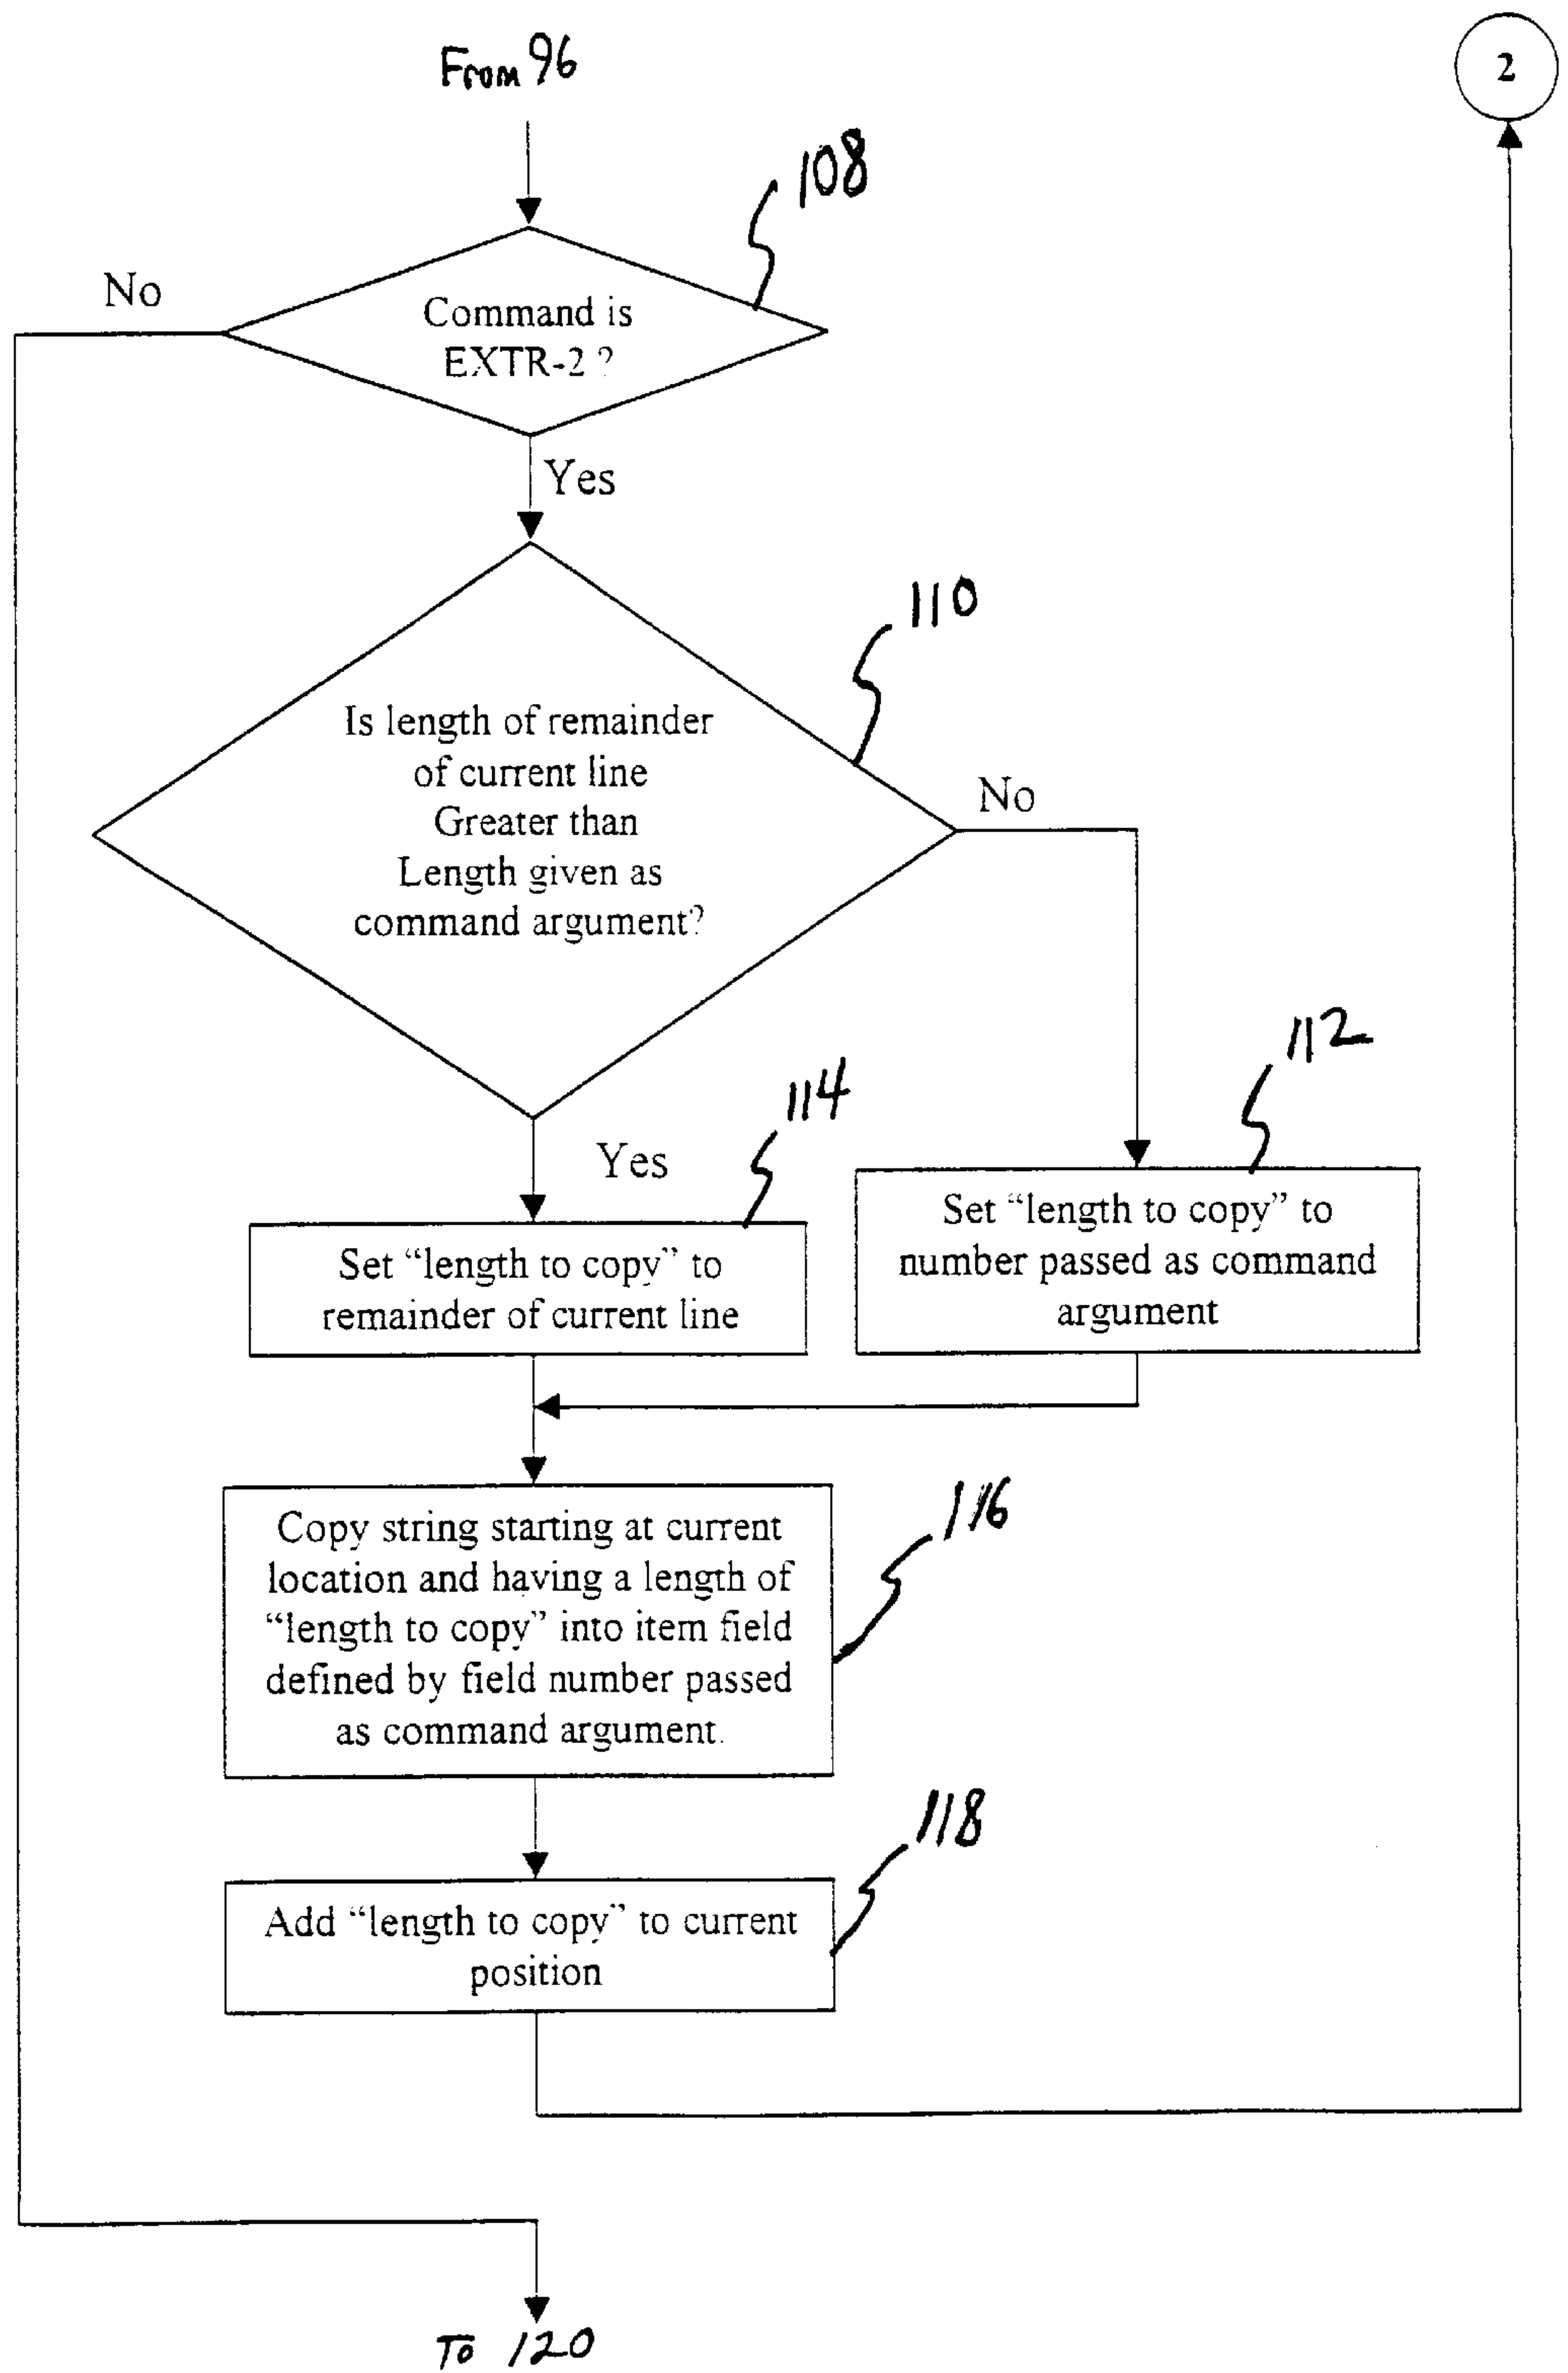 From 96
2
108
No
Command is
EXTR-2 ?
Yes
110
Is length of remainder
of current line
Greater than
Length given as
command argument?
No
112
114
Yes
Set “length to copy” to
number passed as command
argument
Set “length to copy” to
remainder of current line
116
Copy string starting at current
location and having a length of
“length to copy” into item field
defined by field number passed
as command argument.
118
Add “length to copy” to current
position
To 120